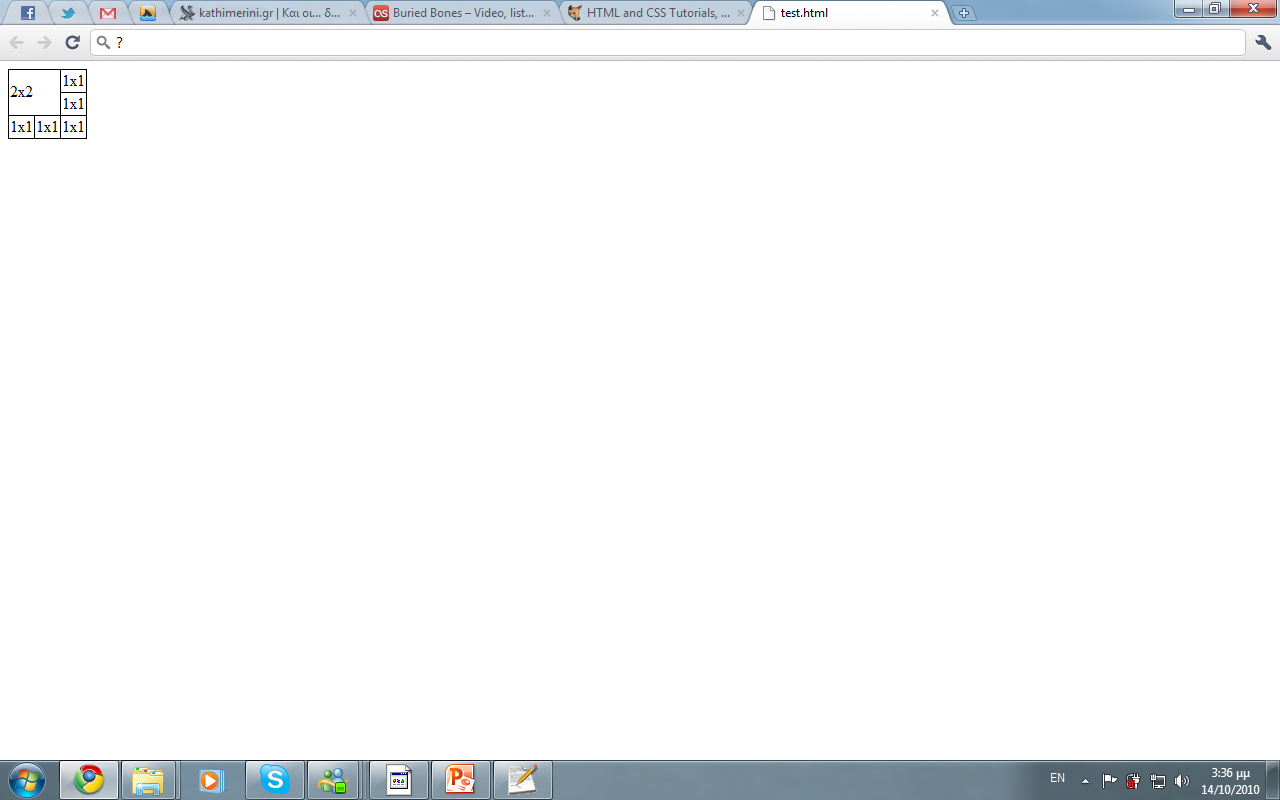 kathimerini.gr | Και οι... δ...
Buried Bones – Video, list...
HTML and CSS Tutorials, ...
test.html
?
2x2 1x1
1x1
1x1 1x1 1x1
EN
3:36 μμ
14/10/2010